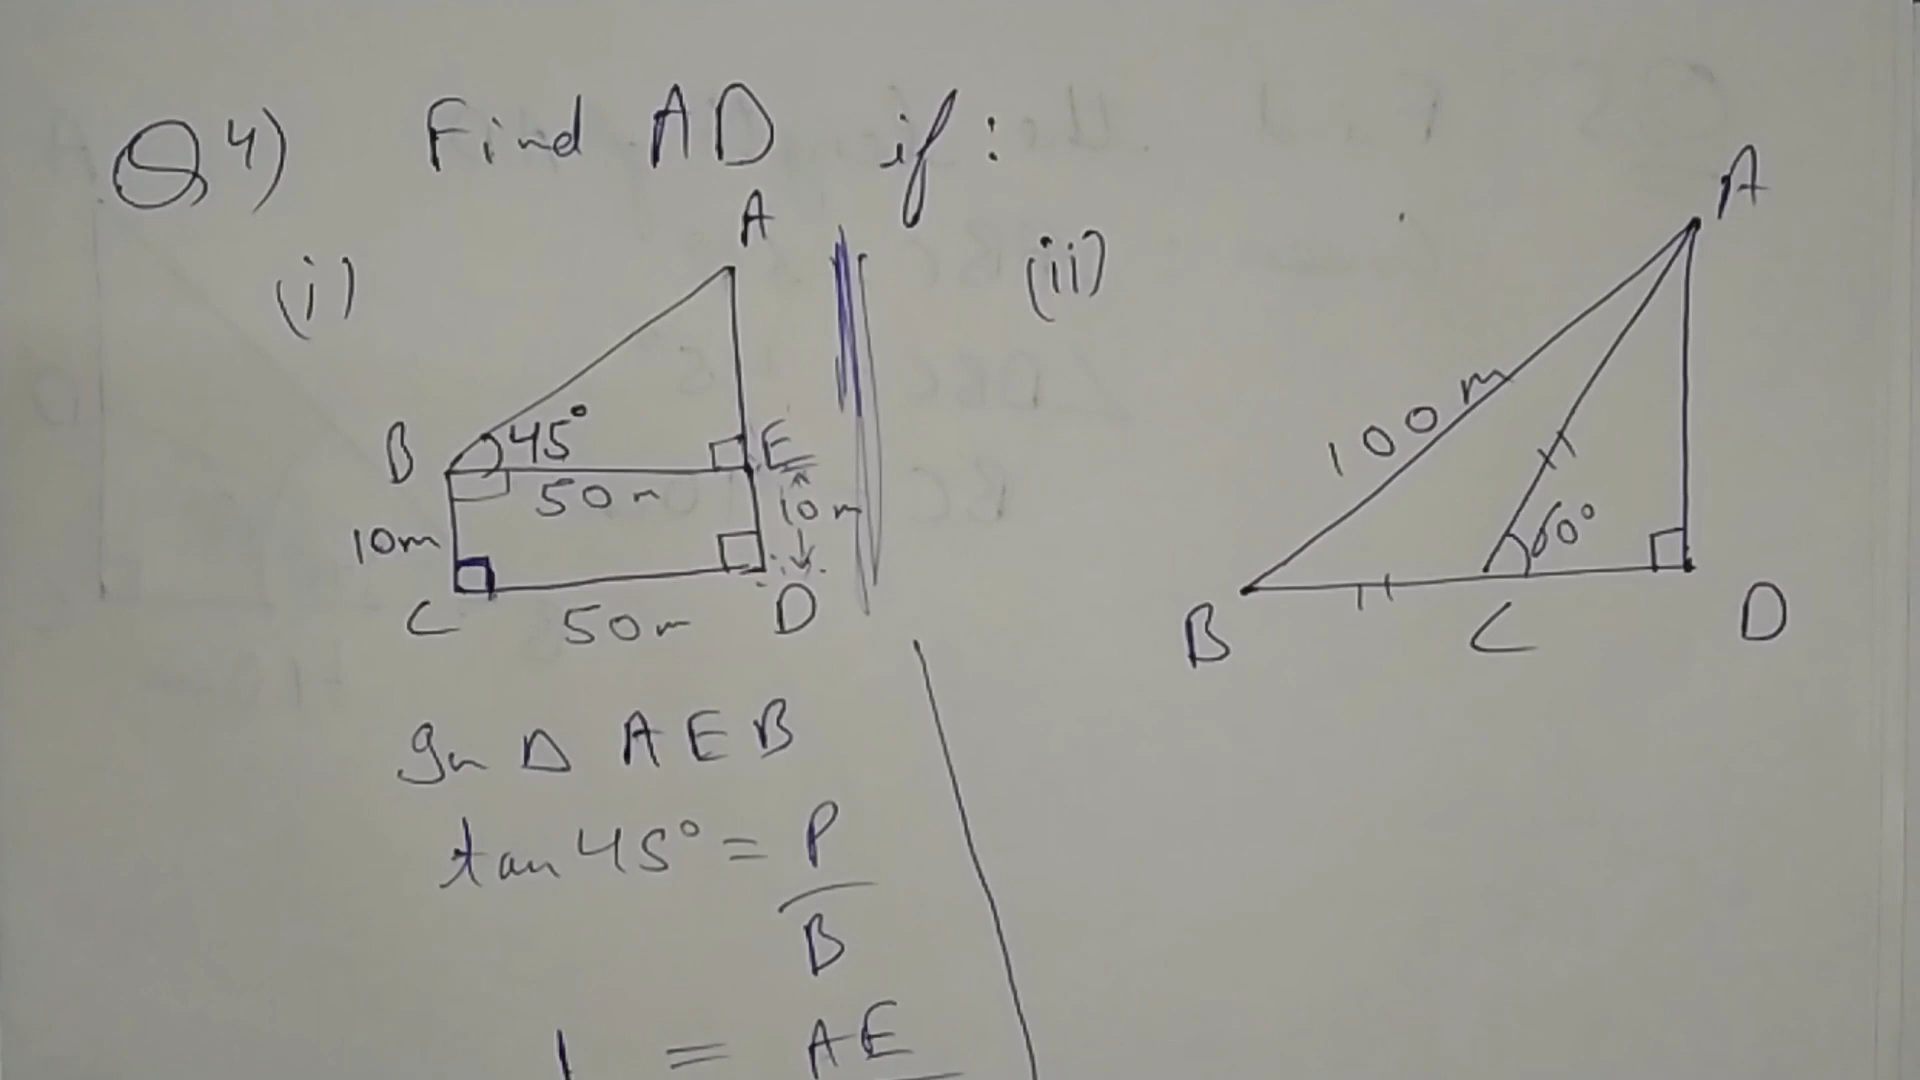 Q4) Find AD if:
(i)
A
B
45°
E
50m
10m
10m
C
50m
D
(ii)
A
100m
60°
B
C
D
In Δ AEB
tan 45° = P
B
1 = AE